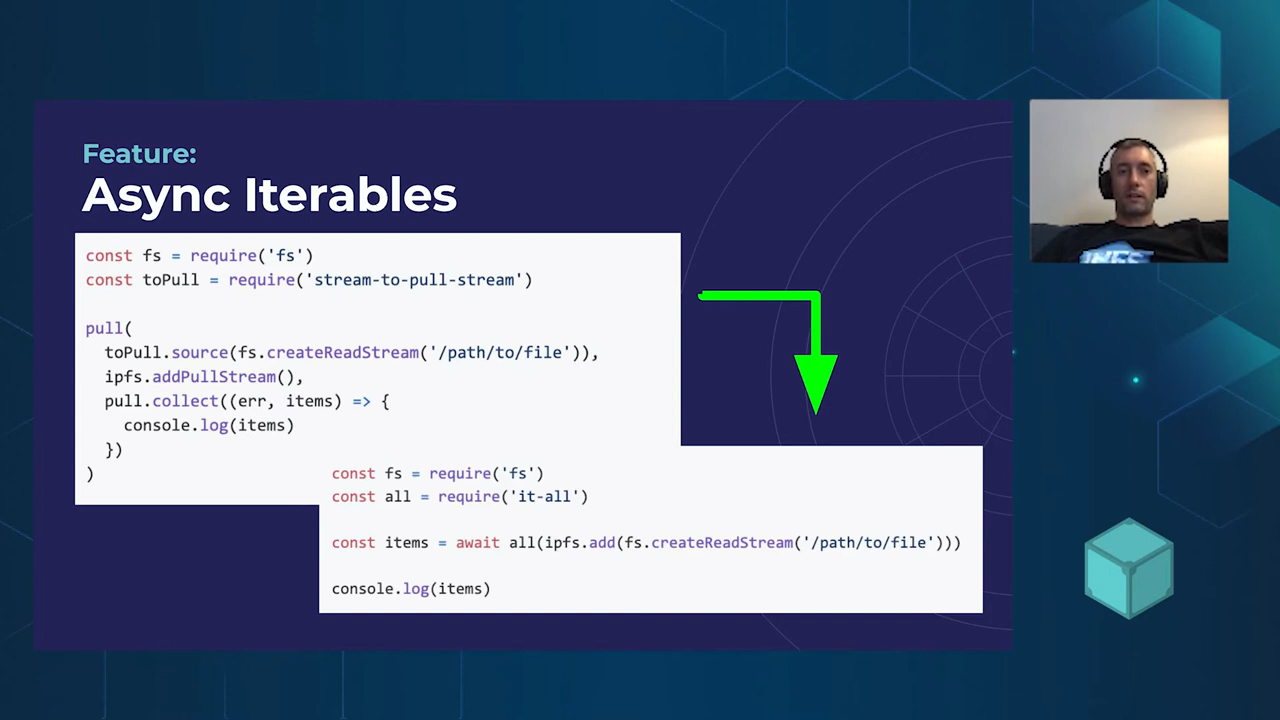 Feature:
Async Iterables
const fs = require('fs')
const toPull = require('stream-to-pull-stream')
pull(
  toPull.source(fs.createReadStream('/path/to/file')),
  ipfs.addPullStream(),
  pull.collect((err, items) => {
    console.log(items)
  })
)
const fs = require('fs')
const all = require('it-all')
const items = await all(ipfs.add(fs.createReadStream('/path/to/file')))
console.log(items)